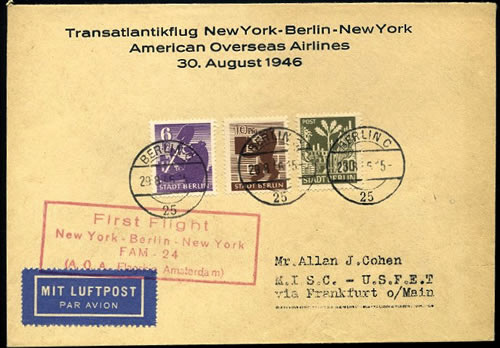 Transatlantikflug New York-Berlin-New York
American Overseas Airlines
30. August 1946
6
STADT BERLIN
10
STADT BERLIN
POST
STADT BERLIN
BERLIN
25
BERLIN
25
BERLIN C
25
First Flight
New York - Berlin - New York
FAM - 24
(A.O.A. Amsterdam)
MIT LUFTPOST
PAR AVION
Mr.Allan J.Cohen
M.I S.C. - U.S.F.E.T
via Frankfurt o/Main